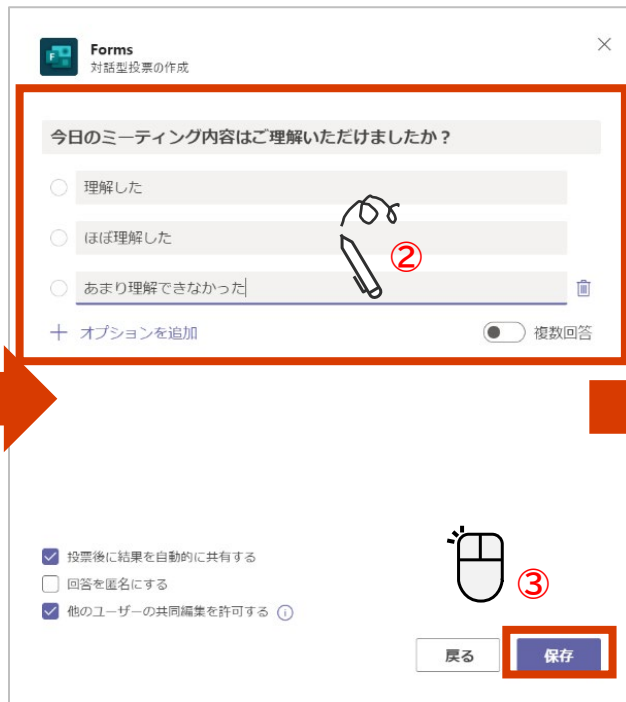 Forms
対話型投票の作成
今日のミーティング内容はご理解いただけましたか？
理解した
ほぼ理解した
②
あまり理解できなかった
オプションを追加
複数回答
投票後に結果を自動的に共有する
回答を匿名にする
③
他のユーザーの共同編集を許可する
戻る
保存